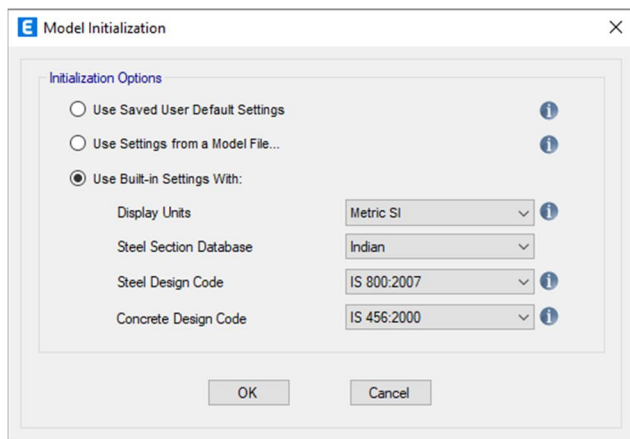 E Model Initialization
Initialization Options
Use Saved User Default Settings
Use Settings from a Model File...
Use Built-in Settings With:
Display Units Metric SI
Steel Section Database Indian
Steel Design Code IS 800:2007
Concrete Design Code IS 456:2000
OK Cancel